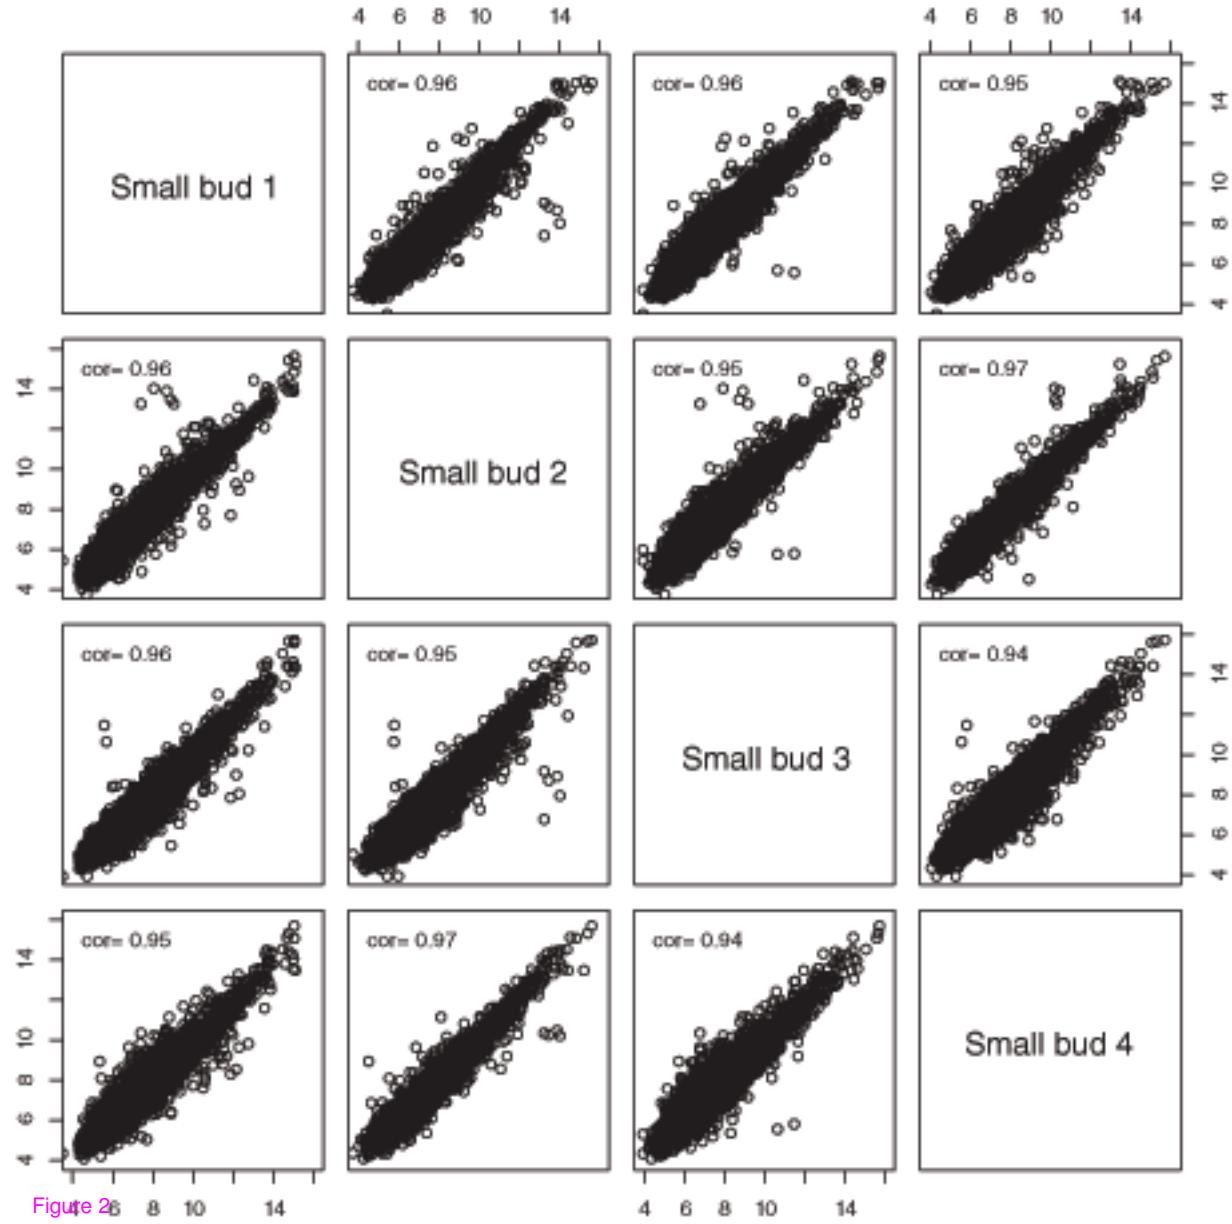 4 6 8 10 14 4 6 8 10 14
Small bud 1 cor= 0.96 cor= 0.96 cor= 0.95
4 6 8 10 14
cor= 0.96 Small bud 2 cor= 0.95 cor= 0.97
4 6 8 10 14
cor= 0.96 cor= 0.95 Small bud 3 cor= 0.94
4 6 8 10 14
cor= 0.95 cor= 0.97 cor= 0.94 Small bud 4
4 6 8 10 14
4 6 8 10 14 4 6 8 10 14
Figure 2